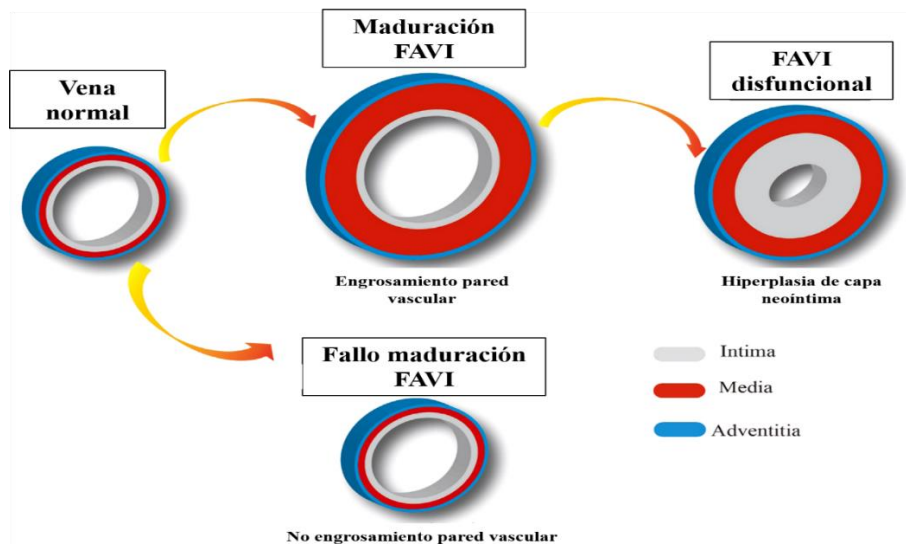 Maduración
FAVI
Vena
normal
FAVI
disfuncional
Engrosamiento pared
vascular
Hiperplasia de capa
neoíntima
Fallo maduración
FAVI
Intima
Media
Adventitia
No engrosamiento pared vascular